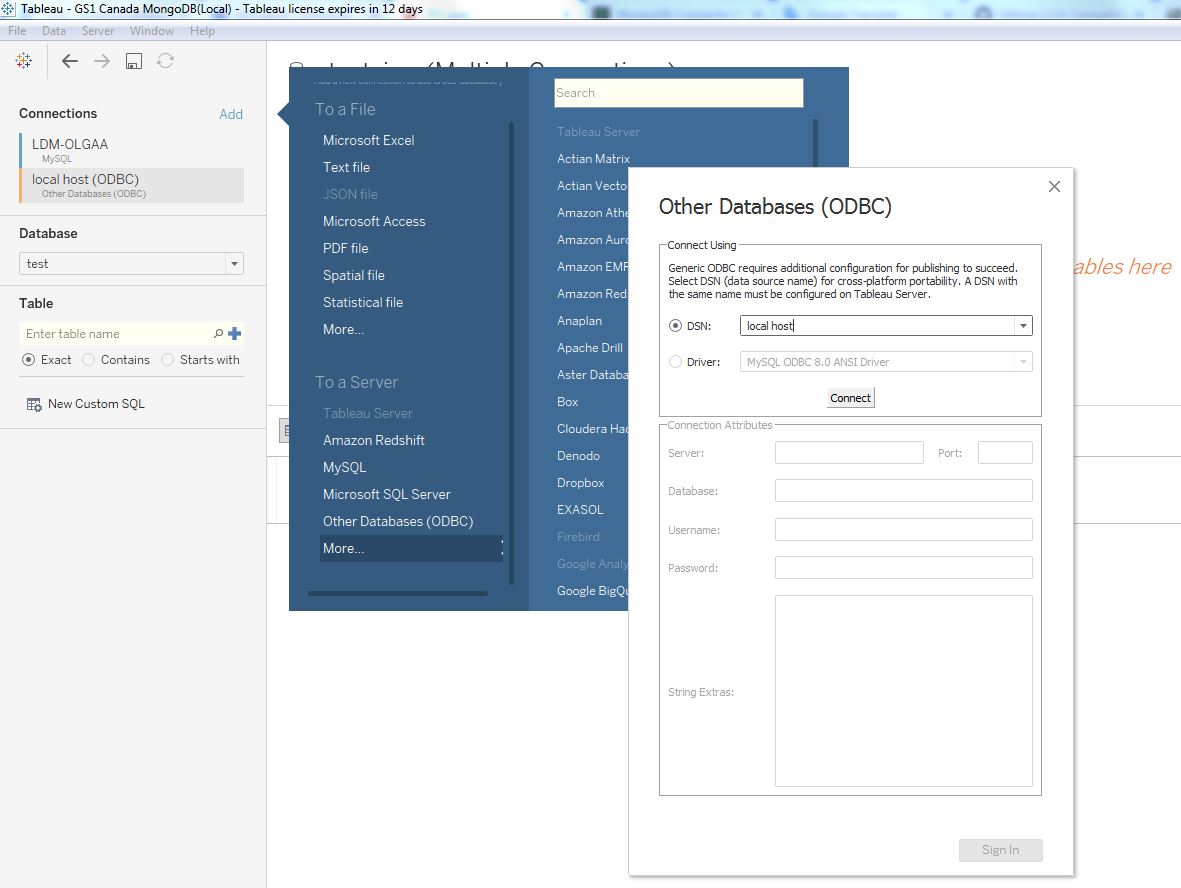 Tableau - GS1 Canada MongoDB(Local) - Tableau license expires in 12 days
File Data Server Window Help
Connections
Add
LDM-OLGAA
MySQL
local host (ODBC)
Other Databases (ODBC)
Database
test
Table
Enter table name
Exact Contains Starts with
New Custom SQL
To a File
Microsoft Excel
Text file
JSON file
Microsoft Access
PDF file
Spatial file
Statistical file
More...
To a Server
Tableau Server
Amazon Redshift
MySQL
Microsoft SQL Server
Other Databases (ODBC)
More...
Search
Tableau Server
Actian Matrix
Actian Vecto
Amazon Athe
Amazon Auro
Amazon EMR
Amazon Red
Anaplan
Apache Drill
Aster Databa
Box
Cloudera Had
Denodo
Dropbox
EXASOL
Firebird
Google Analy
Google BigQu
ables here
Other Databases (ODBC)
Connect Using
Generic ODBC requires additional configuration for publishing to succeed.
Select DSN (data source name) for cross-platform portability. A DSN with
the same name must be configured on Tableau Server.
DSN: local host
Driver: MySQL ODBC 8.0 ANSI Driver
Connect
Connection Attributes
Server: Port:
Database:
Username:
Password:
String Extras:
Sign In